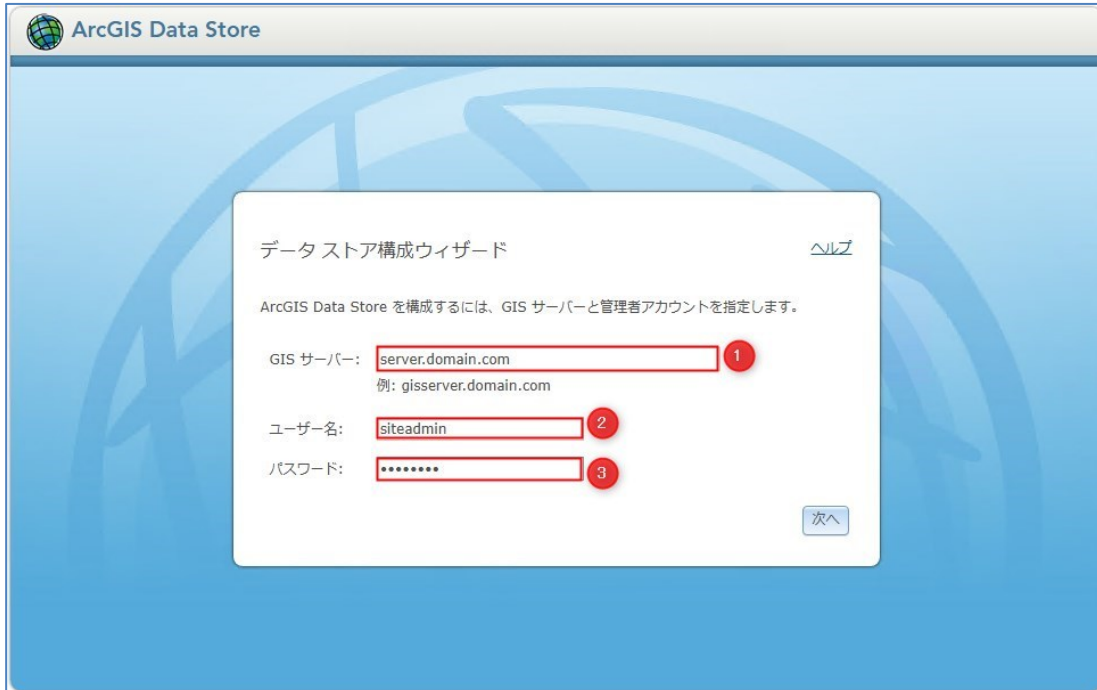 ArcGIS Data Store
データ ストア構成ウィザード ヘルプ
ArcGIS Data Store を構成するには、GIS サーバーと管理者アカウントを指定します。
GIS サーバー: server.domain.com 1
例: gisserver.domain.com
ユーザー名: siteadmin 2
パスワード: •••••••• 3
次へ